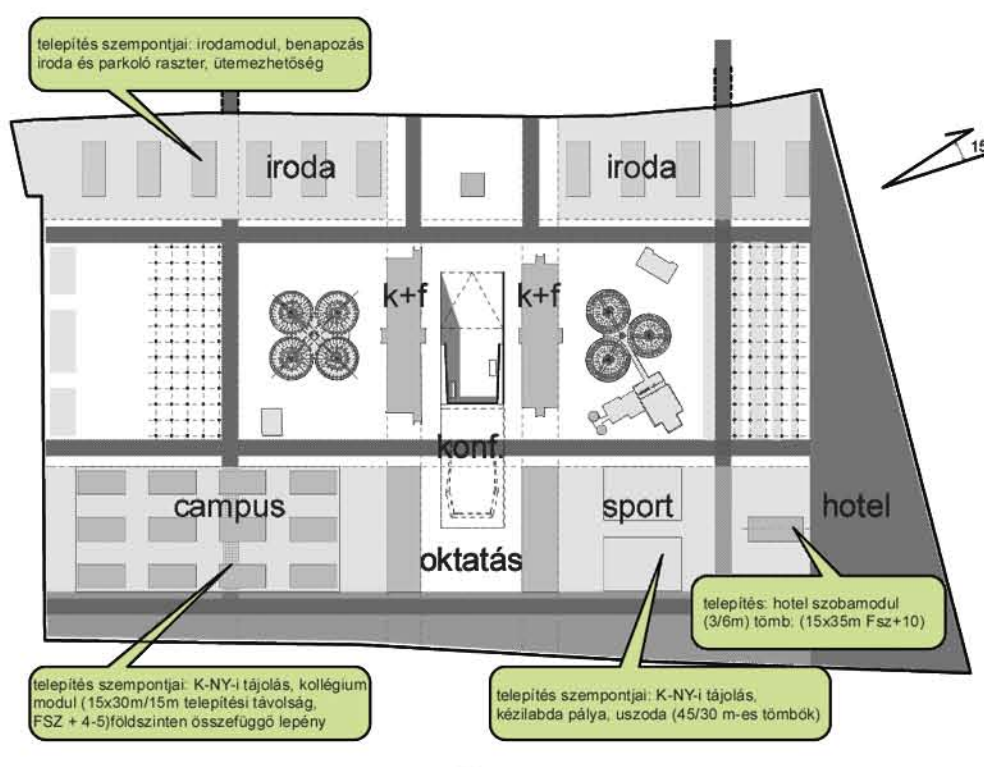 telepítés szempontjai: irodamodul, benapozás
iroda és parkoló raszter, ütemezhetőség
iroda
iroda
15
k+f
k+f
konf.
campus
sport
hotel
oktatás
telepítés: hotel szobamodul
(3/6m) tömb: (15x35m Fsz+10)
telepítés szempontjai: K-NY-i tájolás, kollégium
modul (15x30m/15m telepítési távolság,
FSZ + 4-5)földszinten összefüggő lepény
telepítés szempontjai: K-NY-i tájolás,
kézilabda pálya, uszoda (45/30 m-es tömbök)